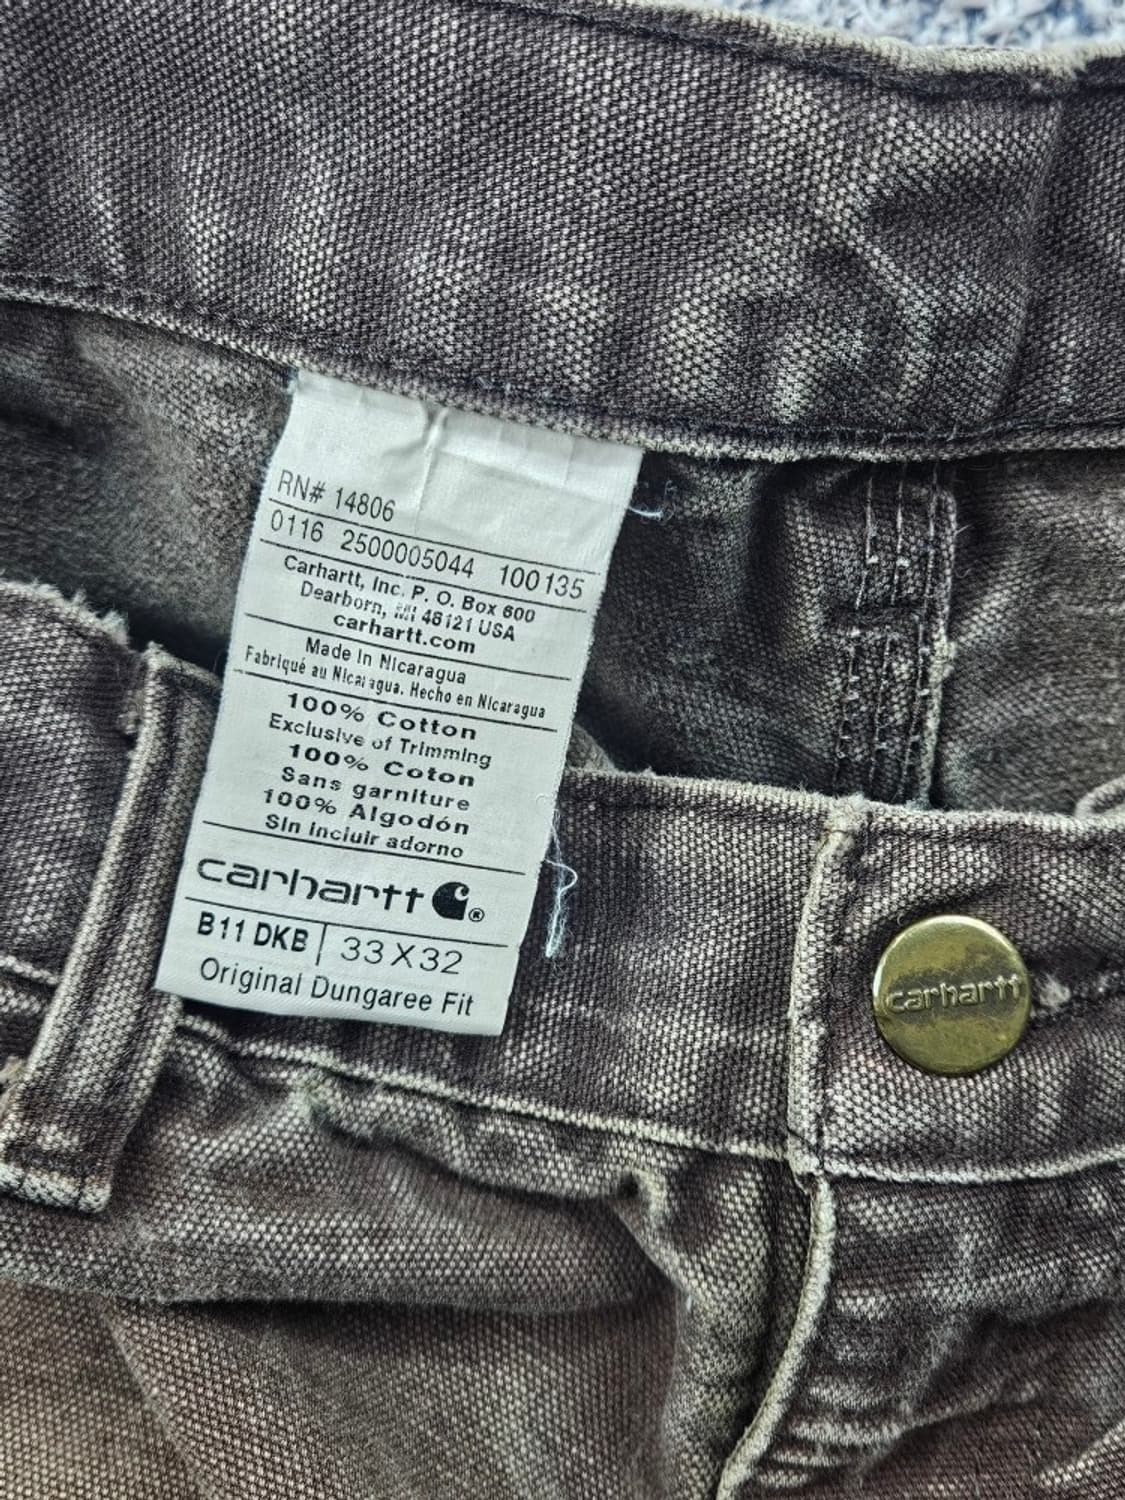 RN# 14806
0116 2500005044 100135
Carhartt, Inc. P. O. Box 600
Dearborn, MI 48121 USA
carhartt.com
Made In Nicaragua
Fabriqué au Nicaragua. Hecho en Nicaragua
100% Cotton
Exclusive of Trimming
100% Coton
Sans garniture
100% Algodón
Sin incluir adorno
carhartt ®
B11 DKB | 33X32
Original Dungaree Fit
carhartt